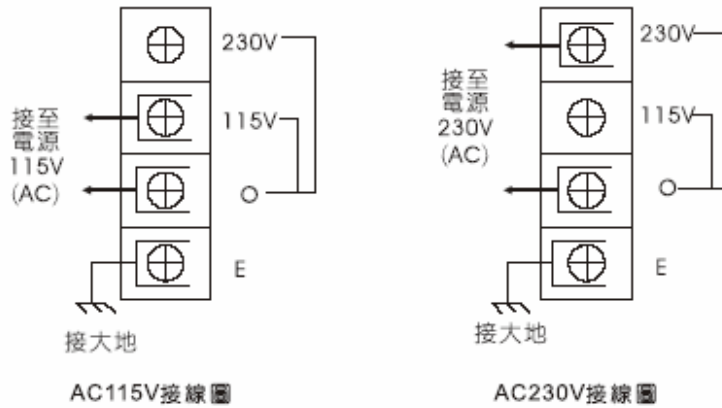 230V
接至
電源
115V
(AC)
115V
O
E
接大地
AC115V接線圖
230V
接至
電源
230V
(AC)
115V
O
E
接大地
AC230V接線圖